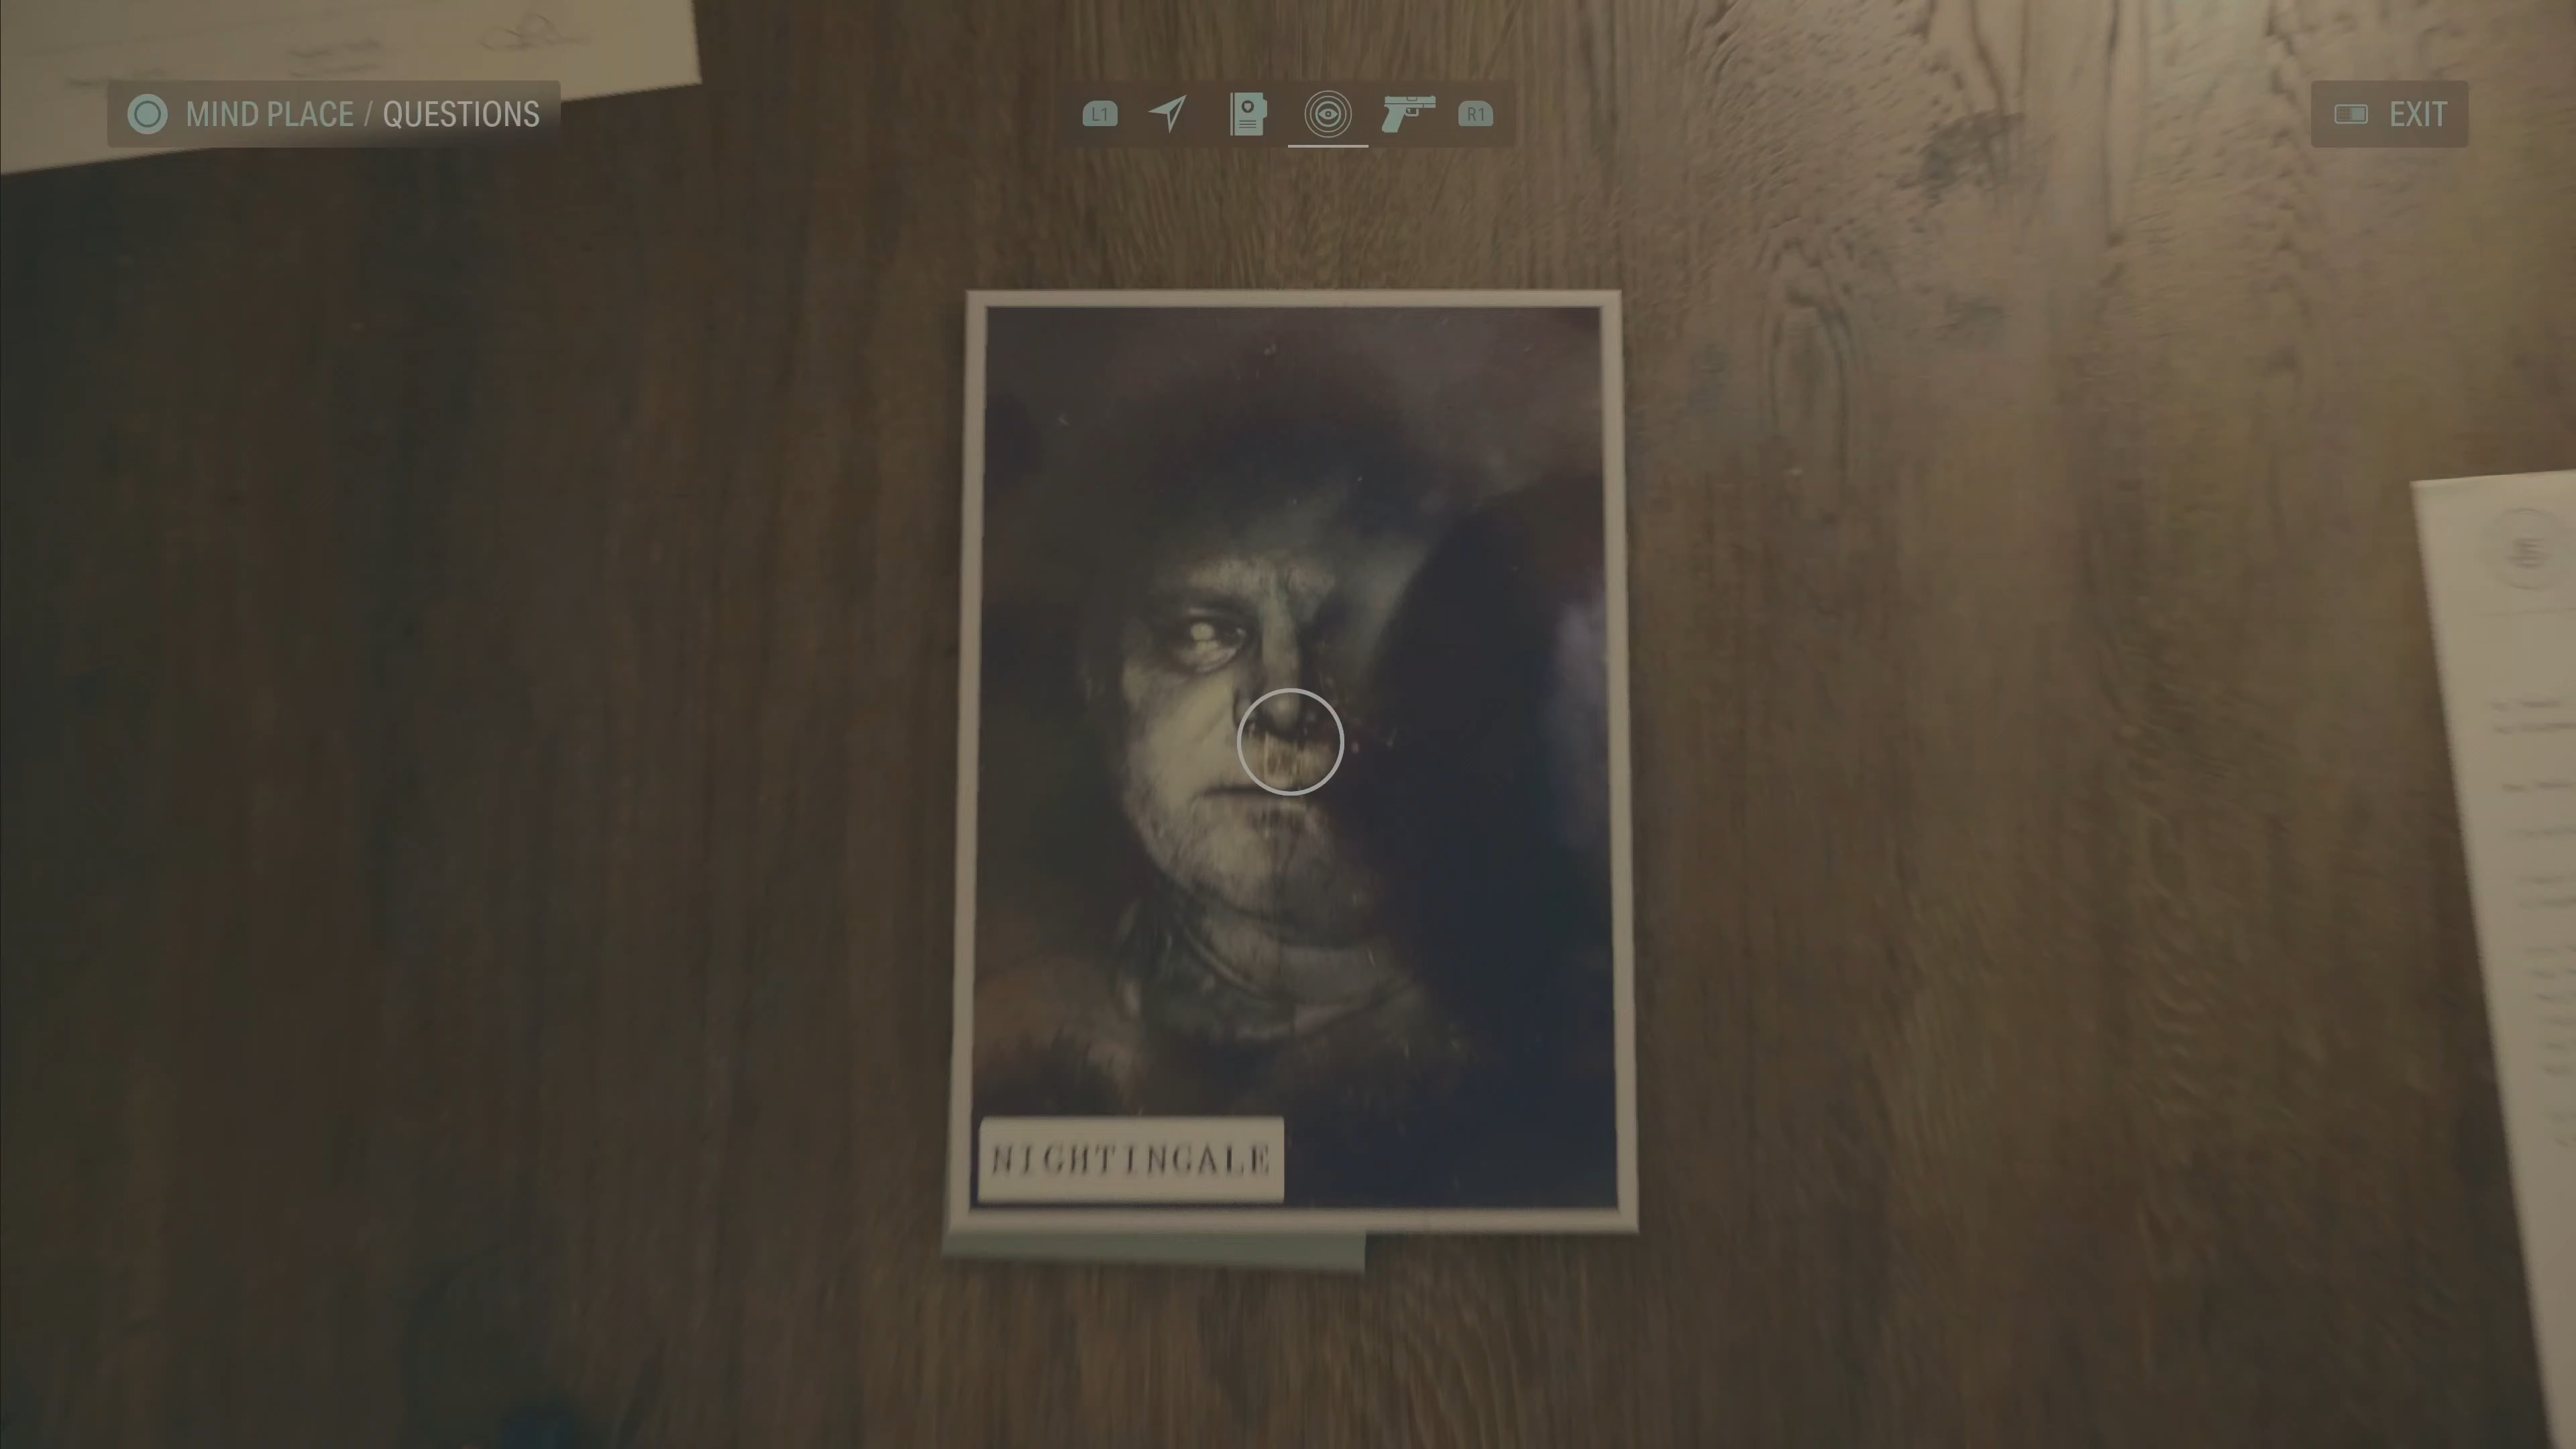 MIND PLACE / QUESTIONS
L1
R1
EXIT
NIGHTINGALE